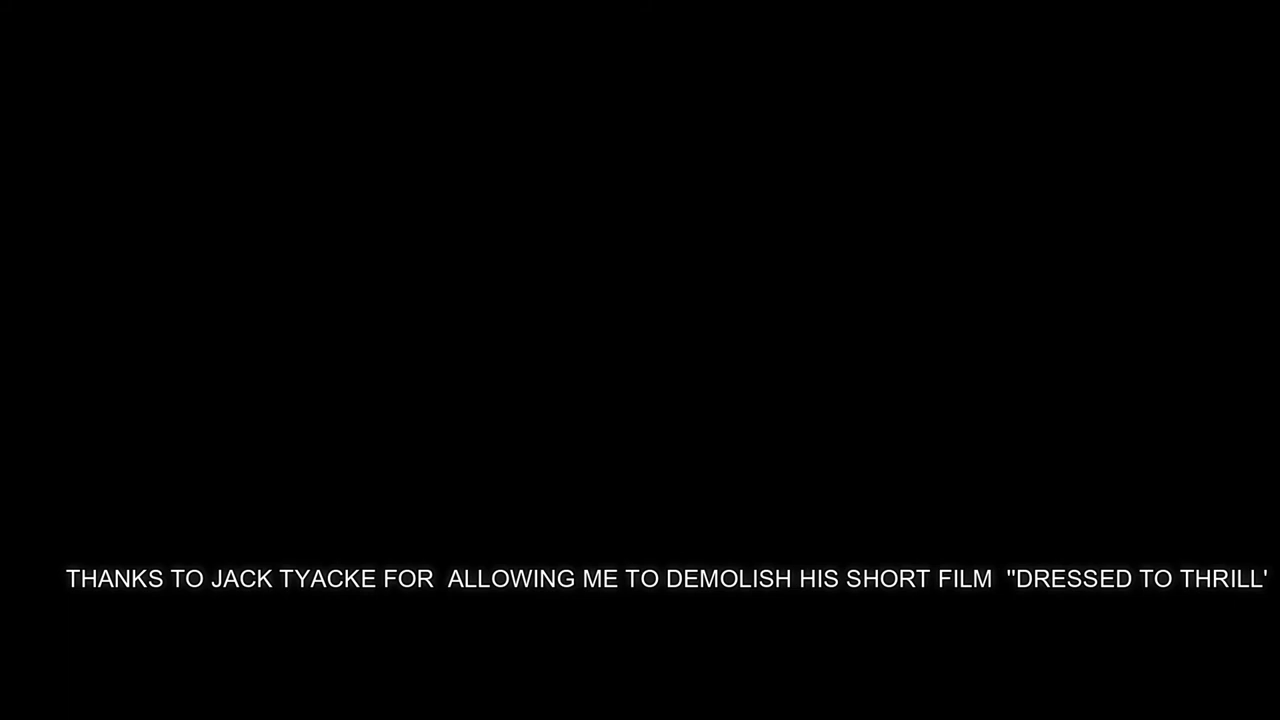 THANKS TO JACK TYACKE FOR  ALLOWING ME TO DEMOLISH HIS SHORT FILM  "DRESSED TO THRILL'